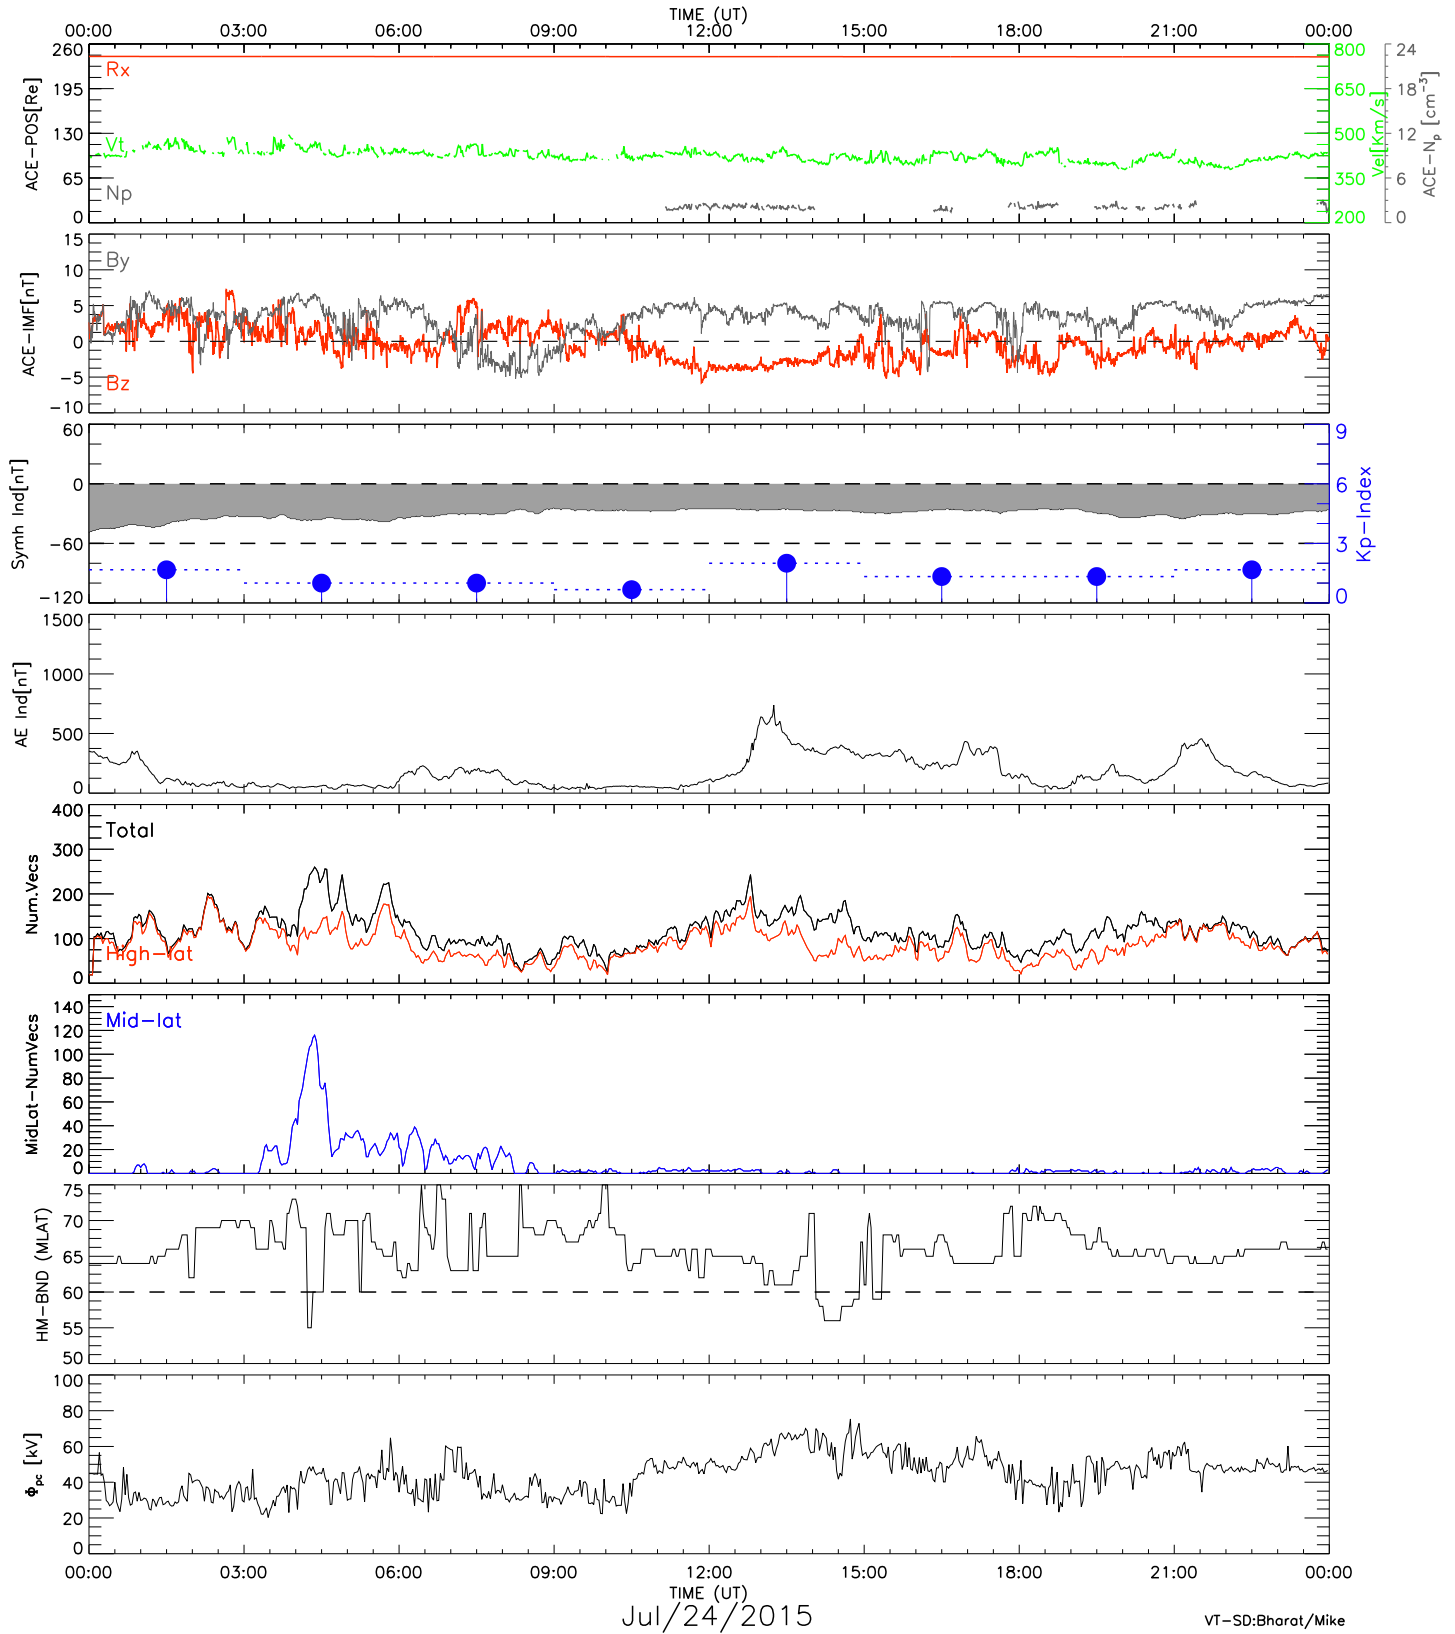 TIME (UT)
00:00 03:00 06:00 09:00 12:00 15:00 18:00 21:00 00:00
ACE-POS[Re]
260
195
130
65
0
Rx
Vt
Np
800
650
500
350
200
Vel[Km/s]
24
18
12
6
0
ACE-Np [cm-3]
ACE-IMF[nT]
15
10
5
0
-5
-10
By
Bz
Symh Ind[nT]
60
0
-60
-120
9
6
3
0
Kp-Index
AE Ind[nT]
1500
1000
500
0
Num.Vecs
400
300
200
100
0
Total
High-lat
MidLat-NumVecs
140
120
100
80
60
40
20
0
Mid-lat
HM-BND (MLAT)
75
70
65
60
55
50
Φpc [kV]
100
80
60
40
20
0
00:00 03:00 06:00 09:00 12:00 15:00 18:00 21:00 00:00
TIME (UT)
Jul/24/2015
VT-SD:Bharat/Mike